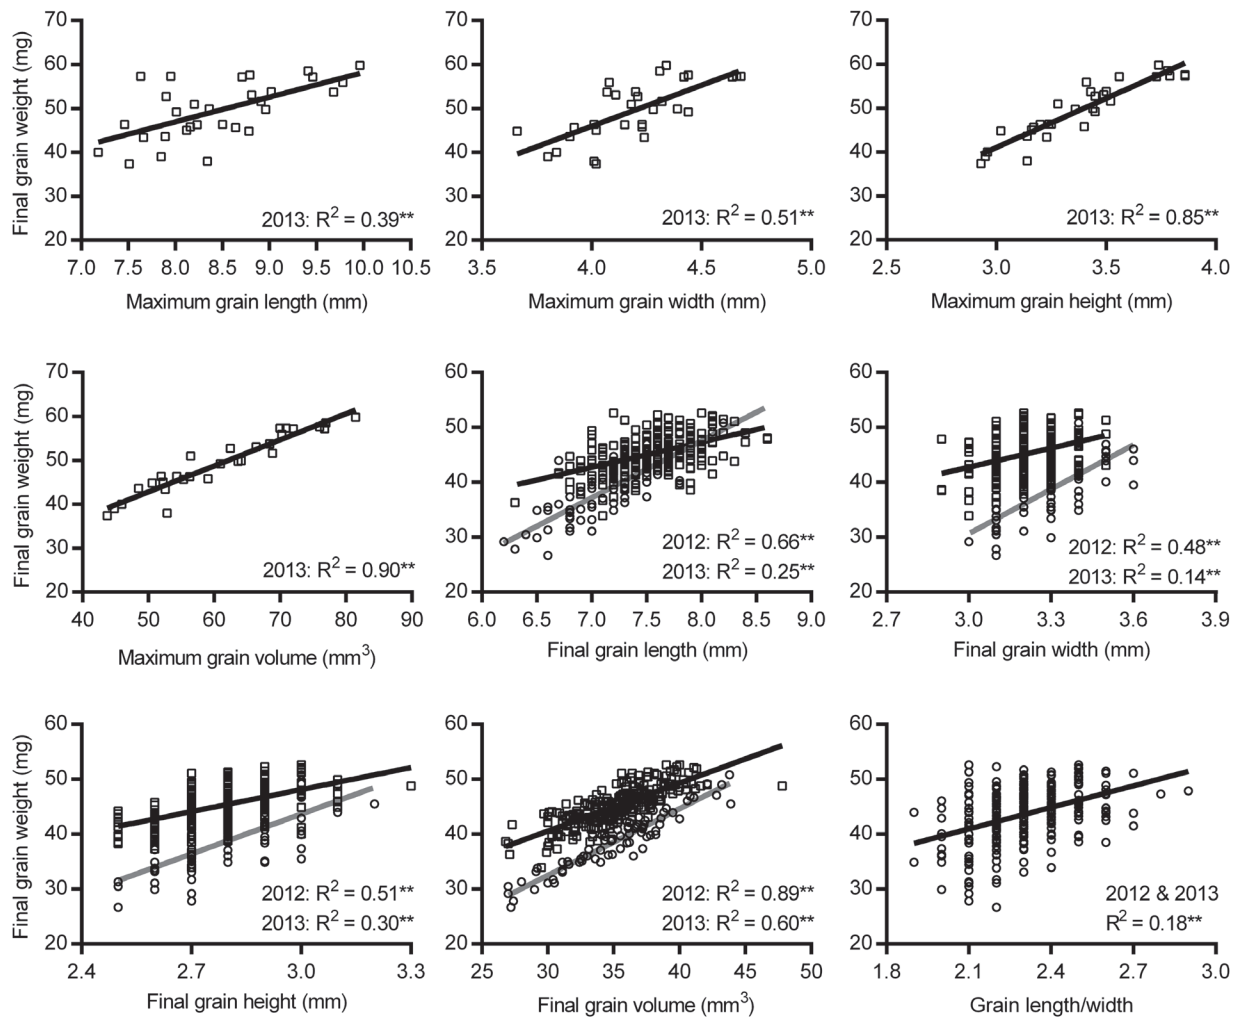 70
60
50
40
30
20
Final grain weight (mg)
7.0 7.5 8.0 8.5 9.0 9.5 10.0 10.5
Maximum grain length (mm)
2013: R² = 0.39**
70
60
50
40
30
20
3.5 4.0 4.5 5.0
Maximum grain width (mm)
2013: R² = 0.51**
70
60
50
40
30
20
2.5 3.0 3.5 4.0
Maximum grain height (mm)
2013: R² = 0.85**
70
60
50
40
30
20
Final grain weight (mg)
40 50 60 70 80 90
Maximum grain volume (mm³)
2013: R² = 0.90**
60
50
40
30
20
6.0 6.5 7.0 7.5 8.0 8.5 9.0
Final grain length (mm)
2012: R² = 0.66**
2013: R² = 0.25**
60
50
40
30
20
2.7 3.0 3.3 3.6 3.9
Final grain width (mm)
2012: R² = 0.48**
2013: R² = 0.14**
60
50
40
30
20
Final grain weight (mg)
2.4 2.7 3.0 3.3
Final grain height (mm)
2012: R² = 0.51**
2013: R² = 0.30**
60
50
40
30
20
25 30 35 40 45 50
Final grain volume (mm³)
2012: R² = 0.89**
2013: R² = 0.60**
60
50
40
30
20
1.8 2.1 2.4 2.7 3.0
Grain length/width
2012 & 2013
R² = 0.18**